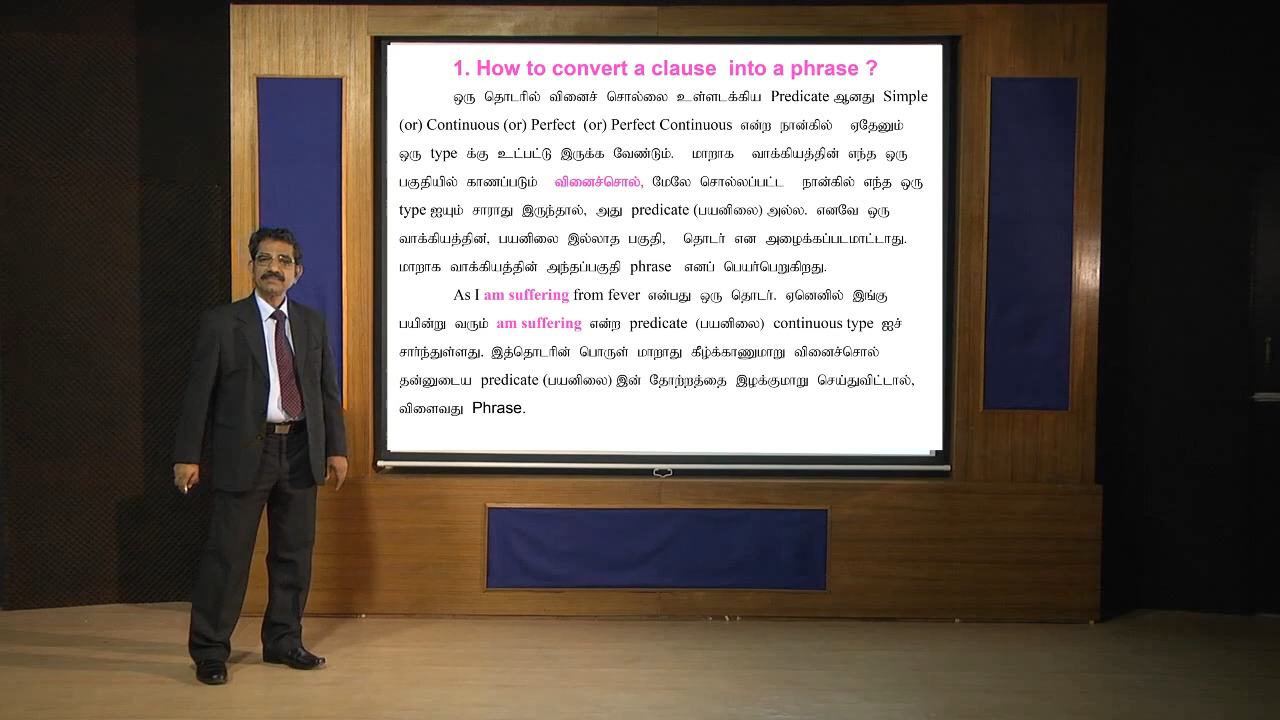 1. How to convert a clause into a phrase ?
ஒரு தொடரில் வினைச் சொல்லை உள்ளடக்கிய Predicate ஆனது Simple
(or) Continuous (or) Perfect (or) Perfect Continuous என்ற நான்கில் ஏதேனும்
ஒரு type க்கு உட்பட்டு இருக்க வேண்டும். மாறாக வாக்கியத்தின் எந்த ஒரு
பகுதியில் காணப்படும் வினைச்சொல், மேலே சொல்லப்பட்ட நான்கில் எந்த ஒரு
type ஐயும் சாராது இருந்தால், அது predicate (பயனிலை) அல்ல. எனவே ஒரு
வாக்கியத்தின், பயனிலை இல்லாத பகுதி, தொடர் என அழைக்கப்படமாட்டாது.
மாறாக வாக்கியத்தின் அந்தப்பகுதி phrase எனப் பெயர்பெறுகிறது.
As I am suffering from fever என்பது ஒரு தொடர். ஏனெனில் இங்கு
பயின்று வரும் am suffering என்ற predicate (பயனிலை) continuous type ஐச்
சார்ந்துள்ளது. இத்தொடரின் பொருள் மாறாது கீழ்க்காணுமாறு வினைச்சொல்
தன்னுடைய predicate (பயனிலை) இன் தோற்றத்தை இழக்குமாறு செய்துவிட்டால்,
விளைவது Phrase.